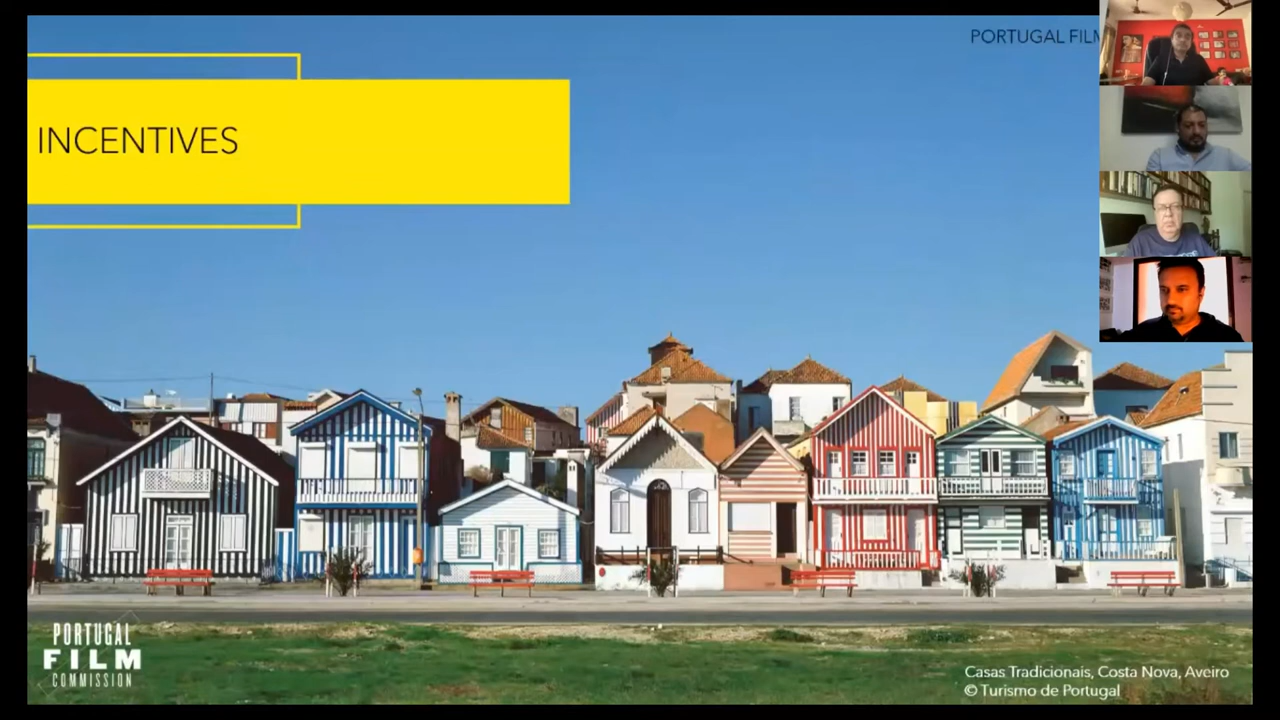 PORTUGAL FILM
INCENTIVES
PORTUGAL
FILM
COMMISSION
Casas Tradicionais, Costa Nova, Aveiro
© Turismo de Portugal